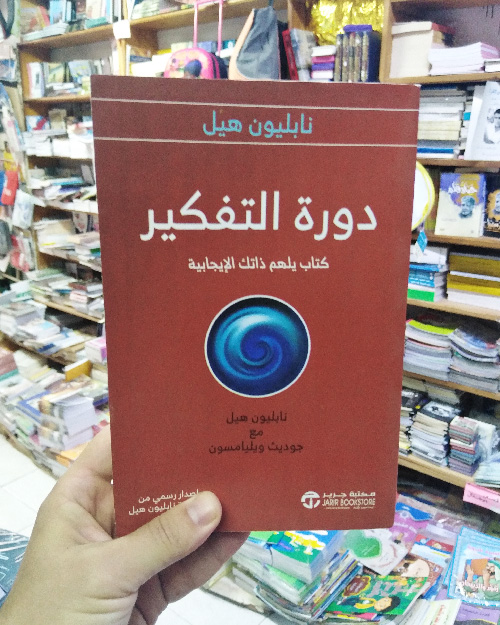 نابليون هيل
دورة التفكير
كتاب يلهم ذاتك الإيجابية
نابليون هيل
مع
جوديث ويليامسون
إصدار رسمي من
نابليون هيل
مكتبة جرير
JARIR BOOKSTORE